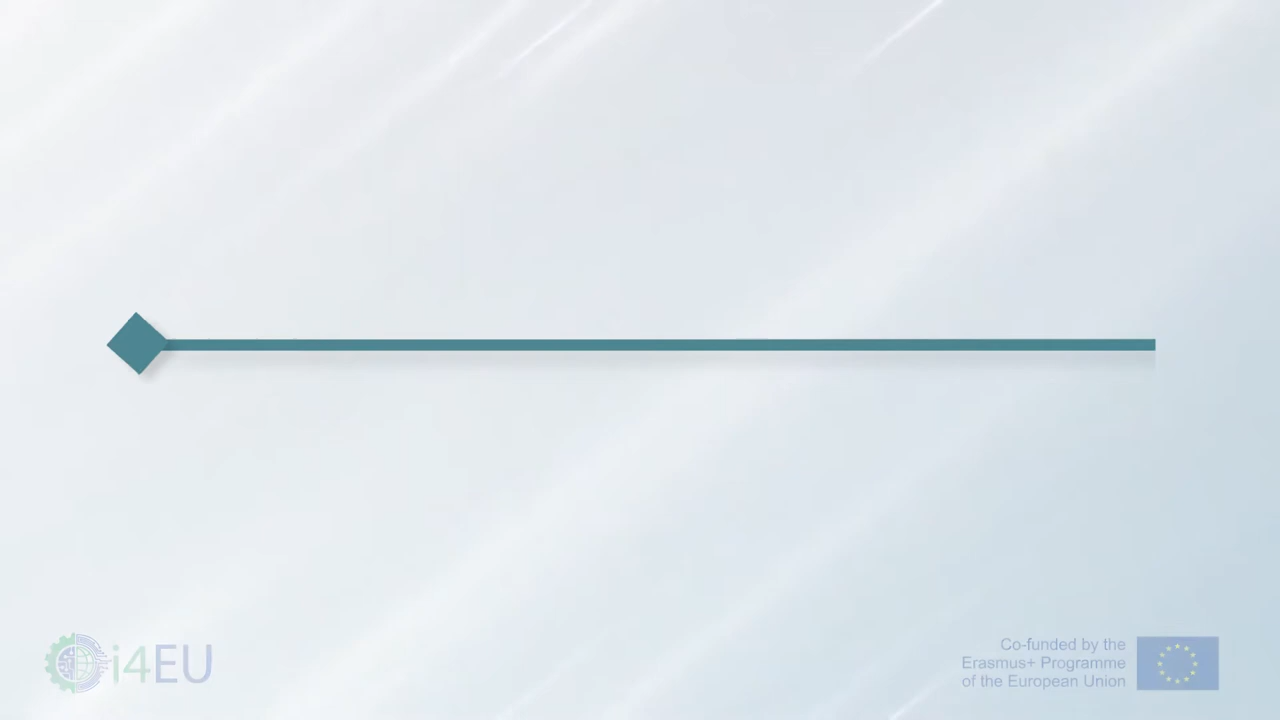 i4EU
Co-funded by the
Erasmus+ Programme
of the European Union